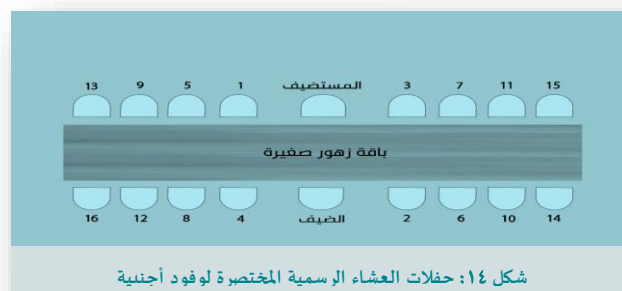 13 9 5 1 المستضيف 3 7 11 15
باقة زهور صغيرة
16 12 8 4 الضيف 2 6 10 14
شكل ١٤: حفلات العشاء الرسمية المختصرة لوفود أجنبية